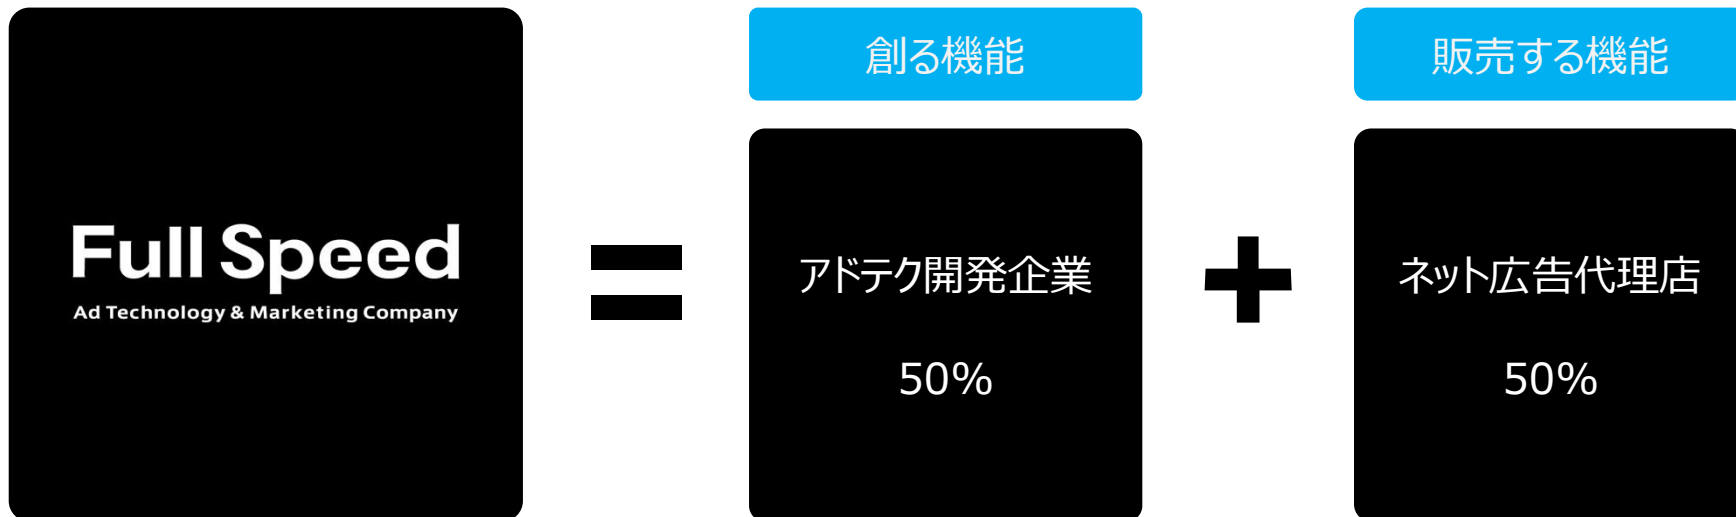 Full Speed
Ad Technology & Marketing Company
=
創る機能
アドテク開発企業
50%
+
販売する機能
ネット広告代理店
50%